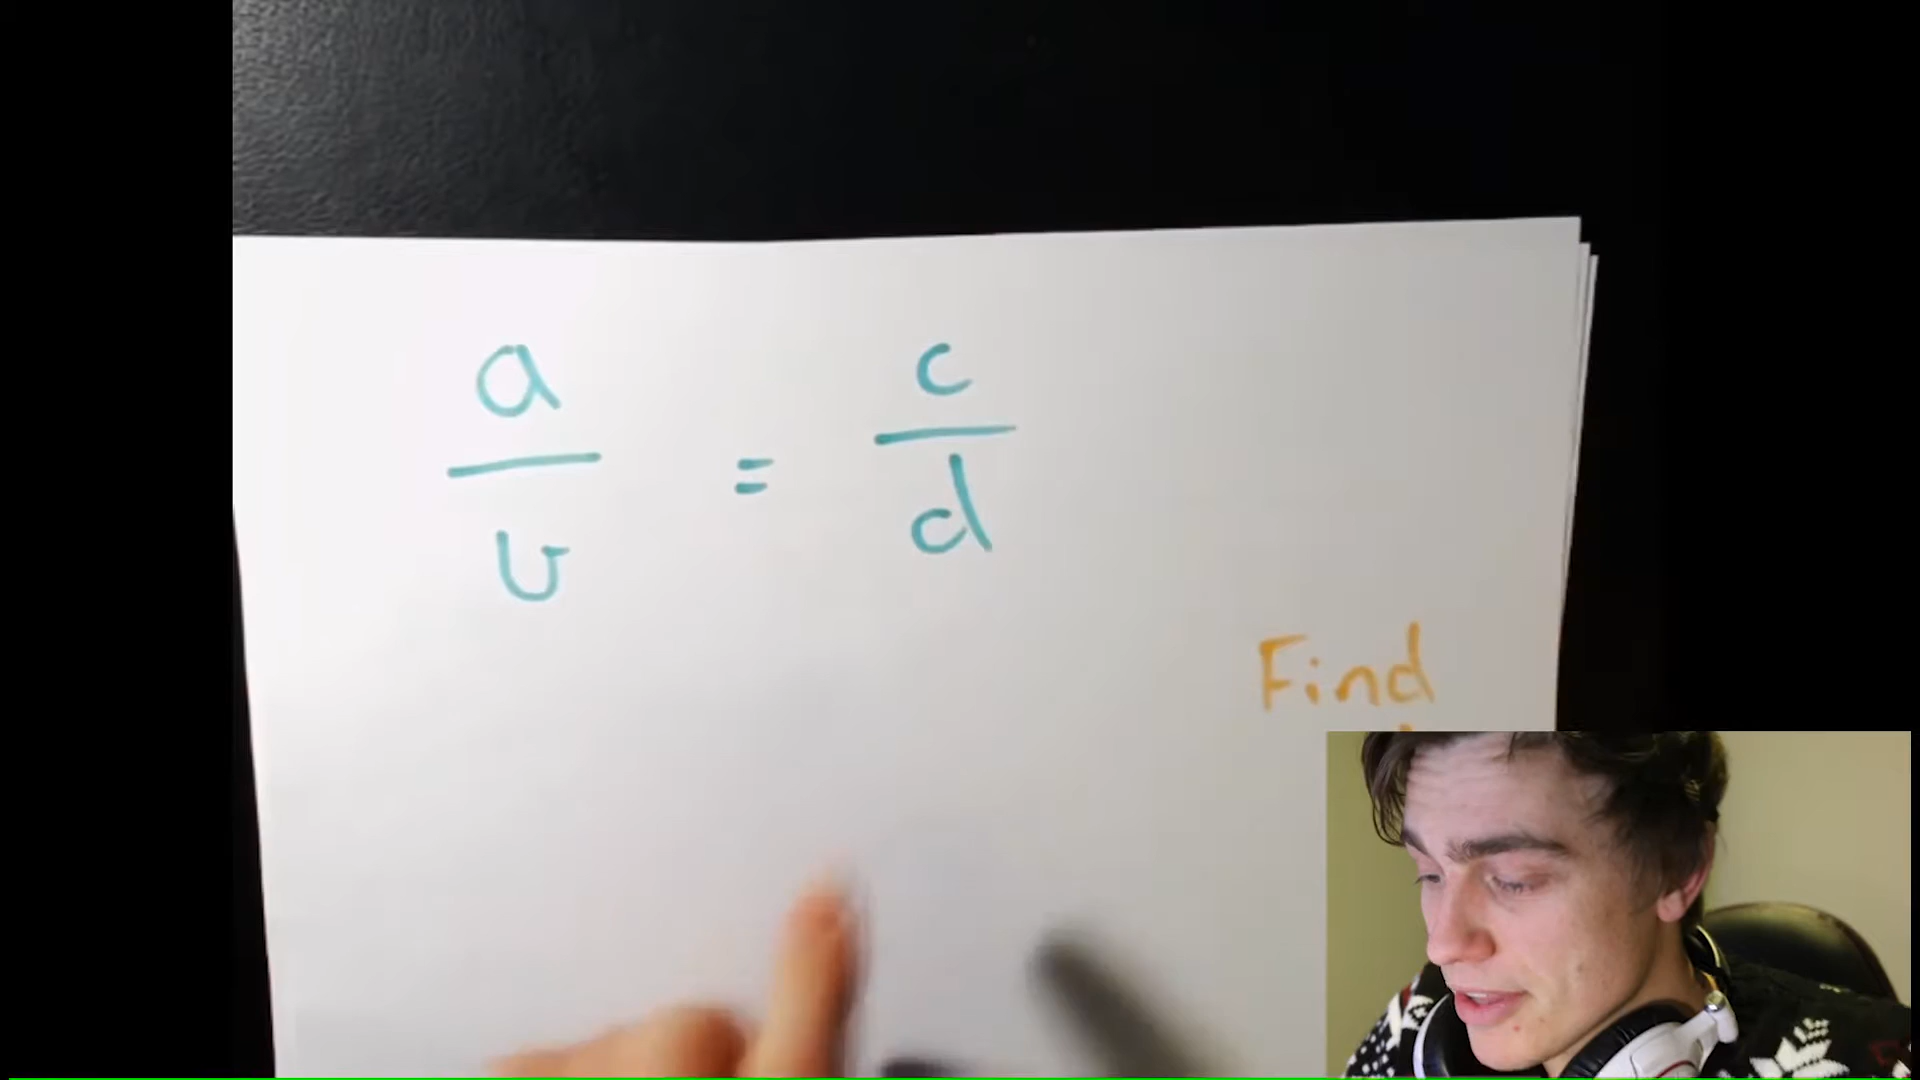 a/b = c/d
Find